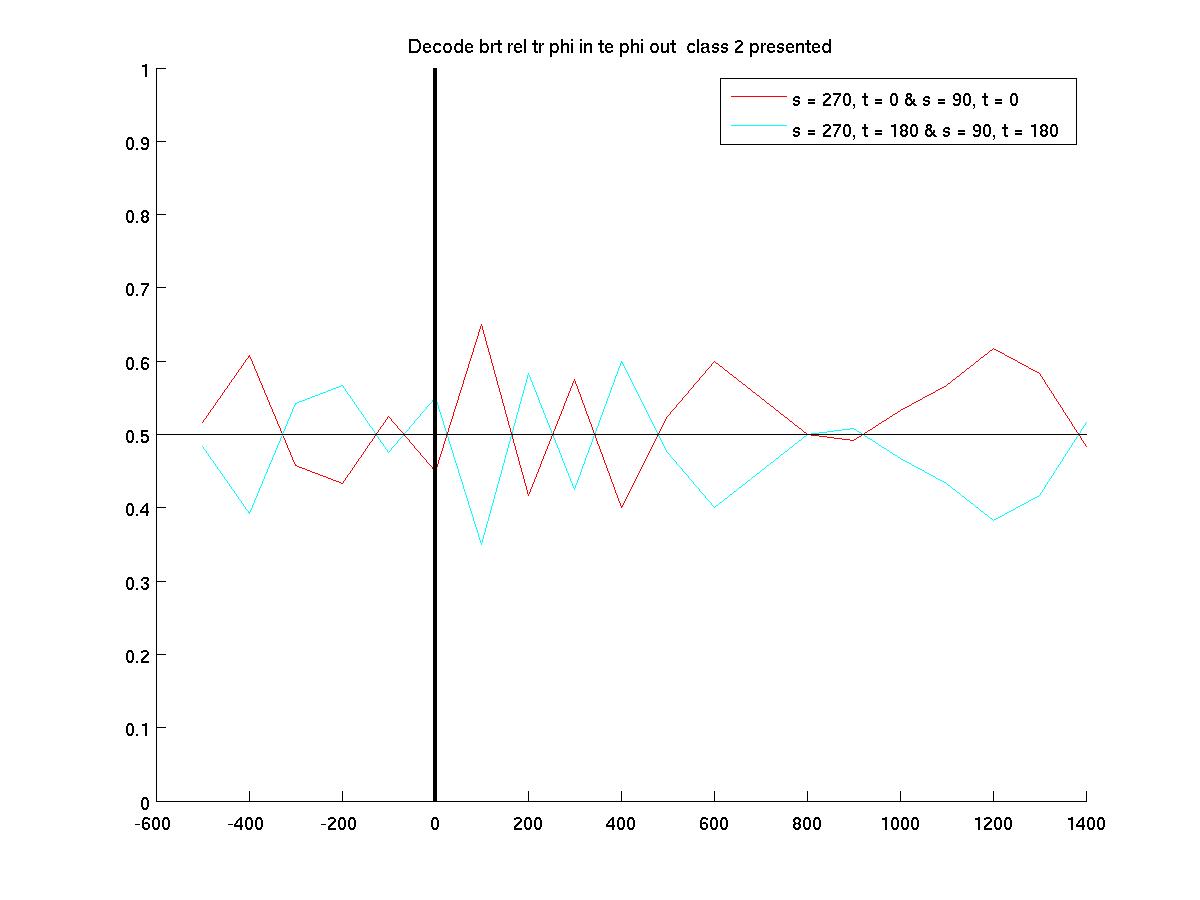 Decode brt rel tr phi in te phi out  class 2 presented
s = 270, t = 0 & s = 90, t = 0
s = 270, t = 180 & s = 90, t = 180
1
0.9
0.8
0.7
0.6
0.5
0.4
0.3
0.2
0.1
0
-600 -400 -200 0 200 400 600 800 1000 1200 1400